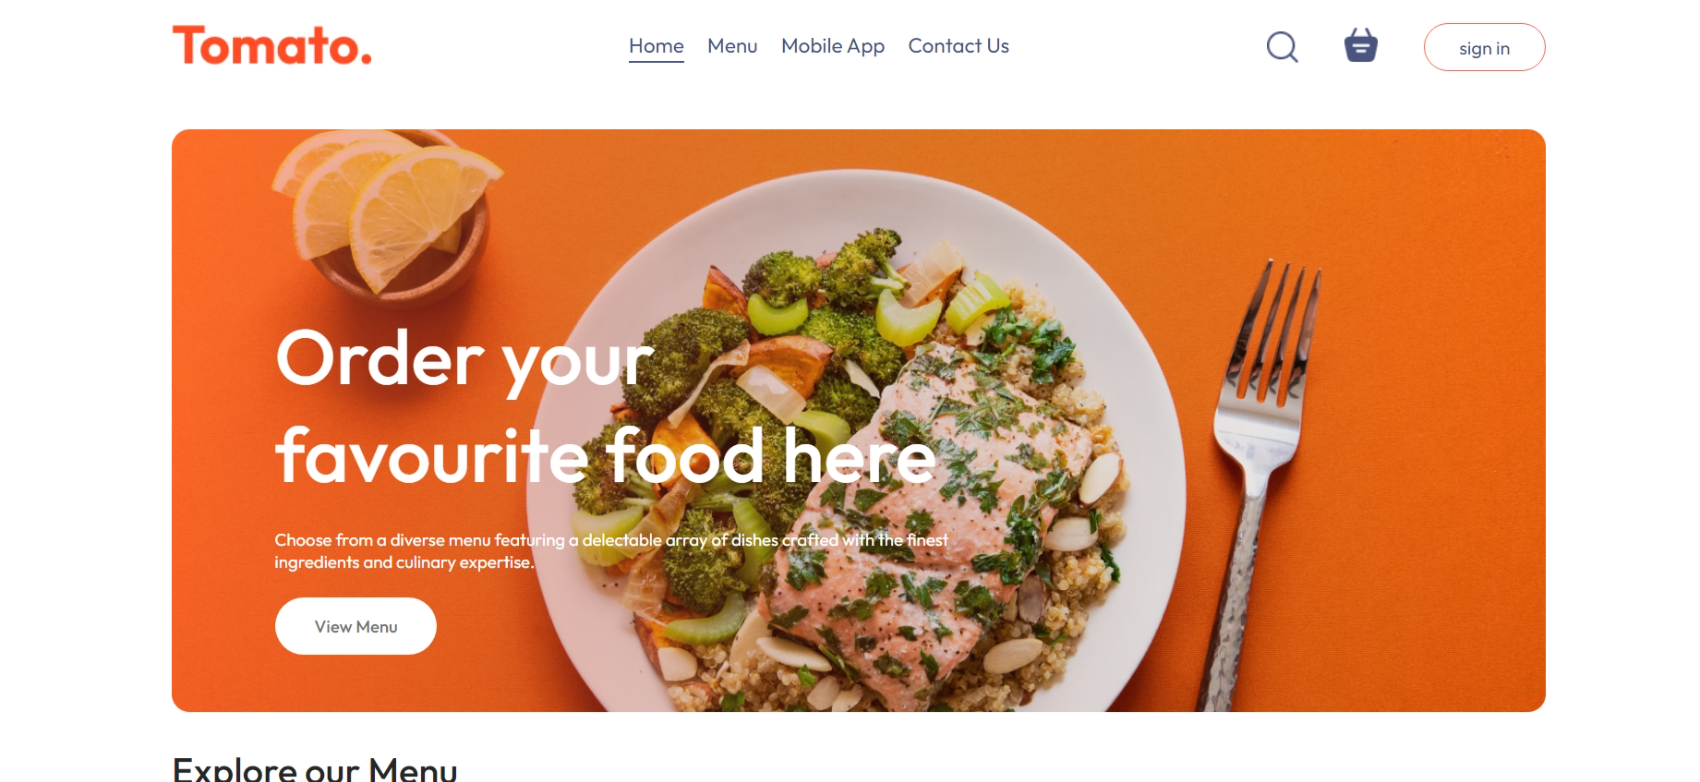 Tomato.
Home Menu Mobile App Contact Us
sign in
Order your
favourite food here
Choose from a diverse menu featuring a delectable array of dishes crafted with the finest
ingredients and culinary expertise.
View Menu
Explore our Menu